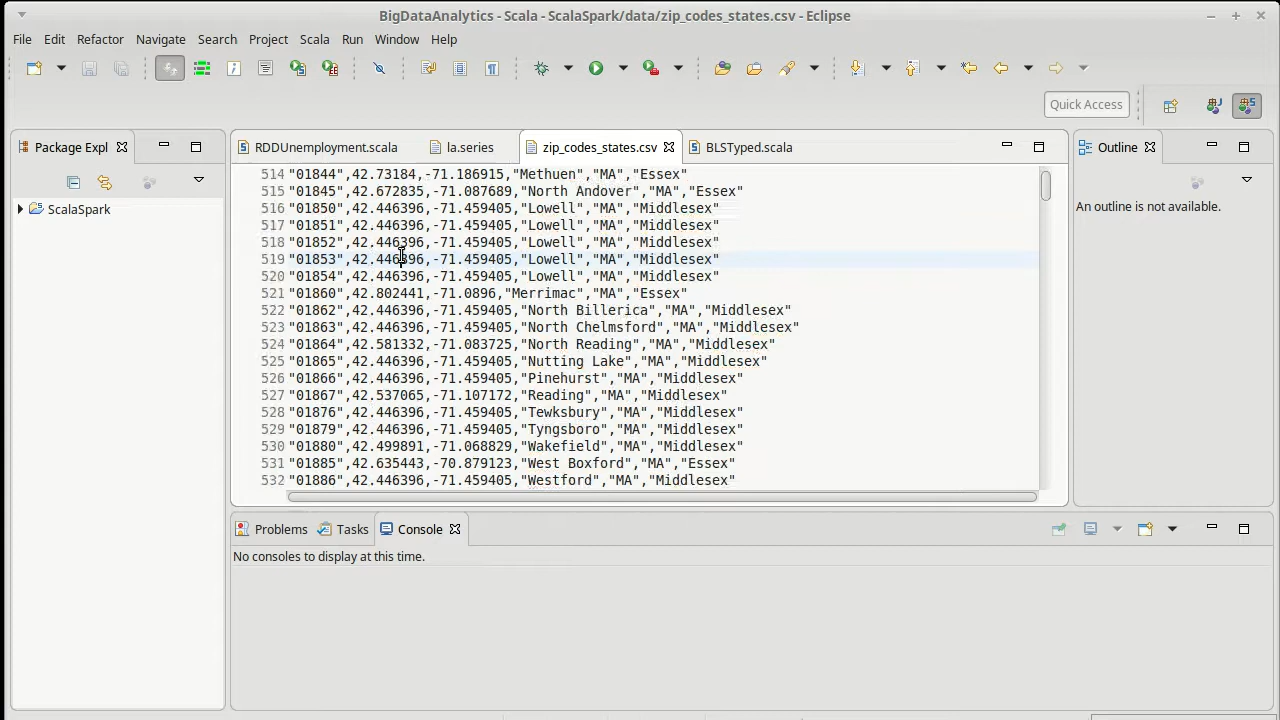 BigDataAnalytics - Scala - ScalaSpark/data/zip_codes_states.csv - Eclipse
File Edit Refactor Navigate Search Project Scala Run Window Help
Quick Access
Package Expl
RDDUnemployment.scala la.series zip_codes_states.csv BLSTyped.scala
Outline
ScalaSpark
An outline is not available.
514 "01844",42.73184,-71.186915,"Methuen","MA","Essex"
515 "01845",42.672835,-71.087689,"North Andover","MA","Essex"
516 "01850",42.446396,-71.459405,"Lowell","MA","Middlesex"
517 "01851",42.446396,-71.459405,"Lowell","MA","Middlesex"
518 "01852",42.446396,-71.459405,"Lowell","MA","Middlesex"
519 "01853",42.446396,-71.459405,"Lowell","MA","Middlesex"
520 "01854",42.446396,-71.459405,"Lowell","MA","Middlesex"
521 "01860",42.802441,-71.0896,"Merrimac","MA","Essex"
522 "01862",42.446396,-71.459405,"North Billerica","MA","Middlesex"
523 "01863",42.446396,-71.459405,"North Chelmsford","MA","Middlesex"
524 "01864",42.581332,-71.083725,"North Reading","MA","Middlesex"
525 "01865",42.446396,-71.459405,"Nutting Lake","MA","Middlesex"
526 "01866",42.446396,-71.459405,"Pinehurst","MA","Middlesex"
527 "01867",42.537065,-71.107172,"Reading","MA","Middlesex"
528 "01876",42.446396,-71.459405,"Tewksbury","MA","Middlesex"
529 "01879",42.446396,-71.459405,"Tyngsboro","MA","Middlesex"
530 "01880",42.499891,-71.068829,"Wakefield","MA","Middlesex"
531 "01885",42.635443,-70.879123,"West Boxford","MA","Essex"
532 "01886",42.446396,-71.459405,"Westford","MA","Middlesex"
Problems Tasks Console
No consoles to display at this time.